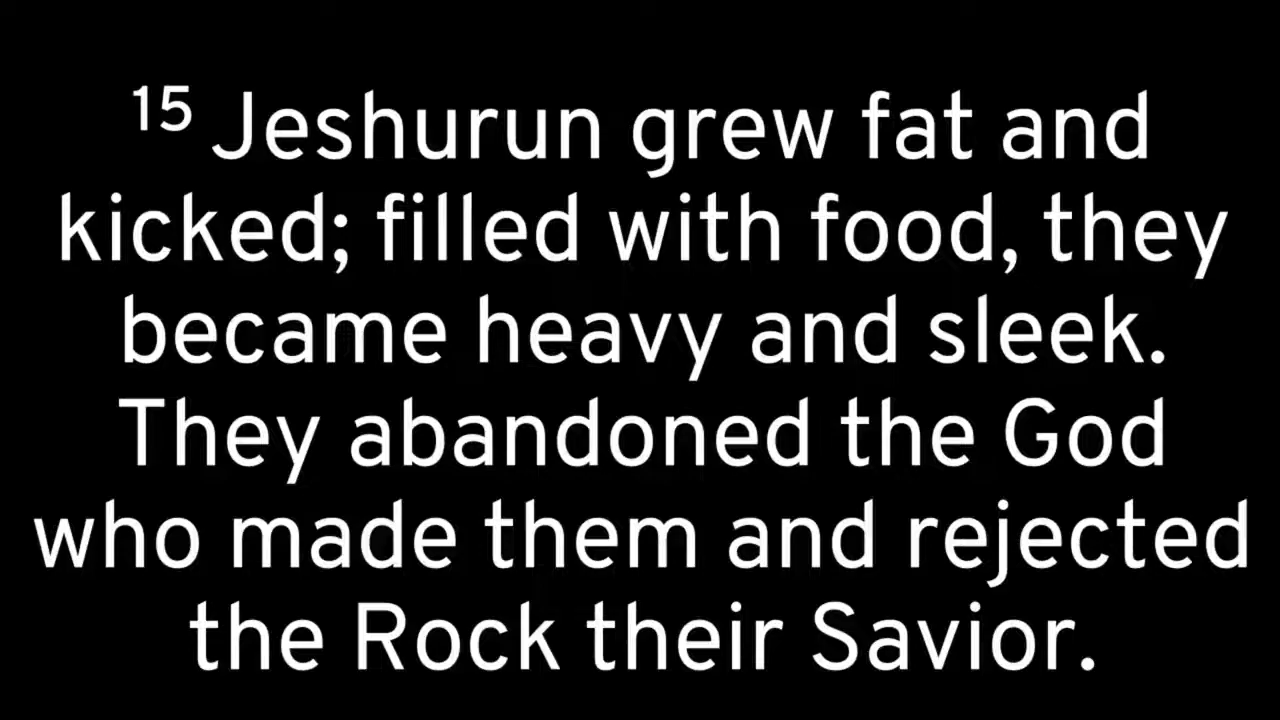 15 Jeshurun grew fat and
kicked; filled with food, they
became heavy and sleek.
They abandoned the God
who made them and rejected
the Rock their Savior.